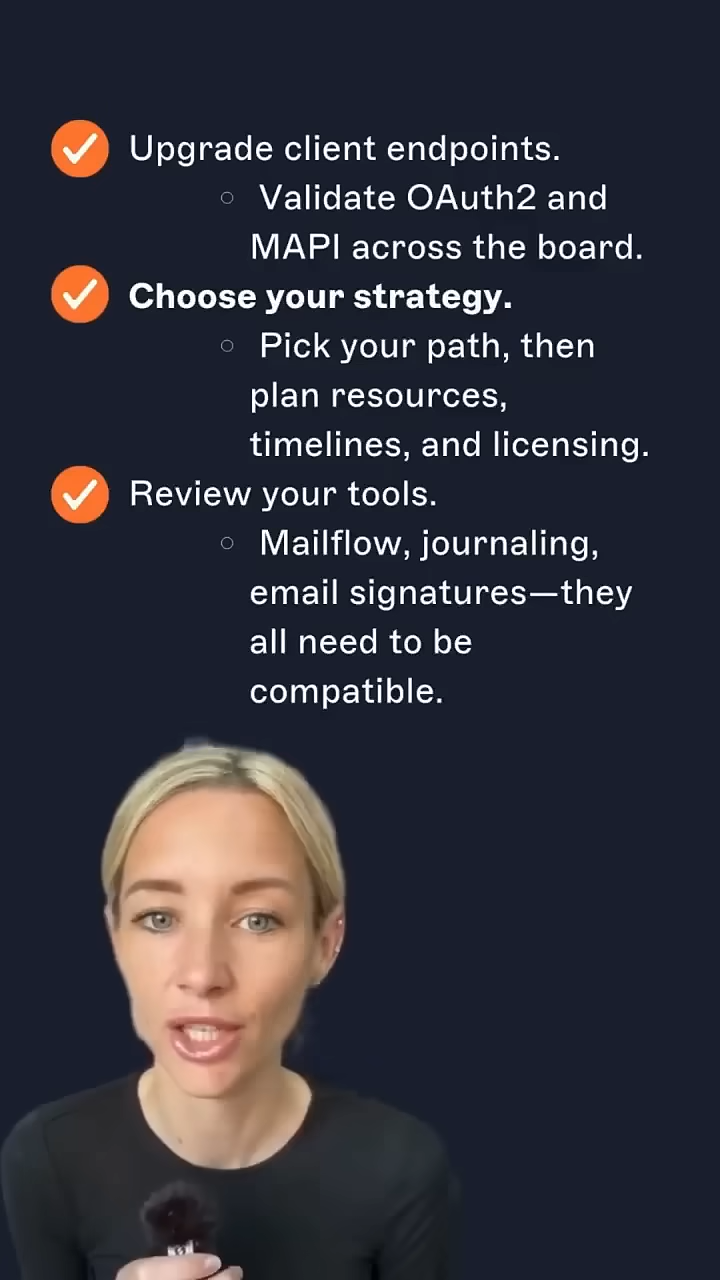 Upgrade client endpoints.
Validate OAuth2 and
MAPI across the board.
Choose your strategy.
Pick your path, then
plan resources,
timelines, and licensing.
Review your tools.
Mailflow, journaling,
email signatures—they
all need to be
compatible.